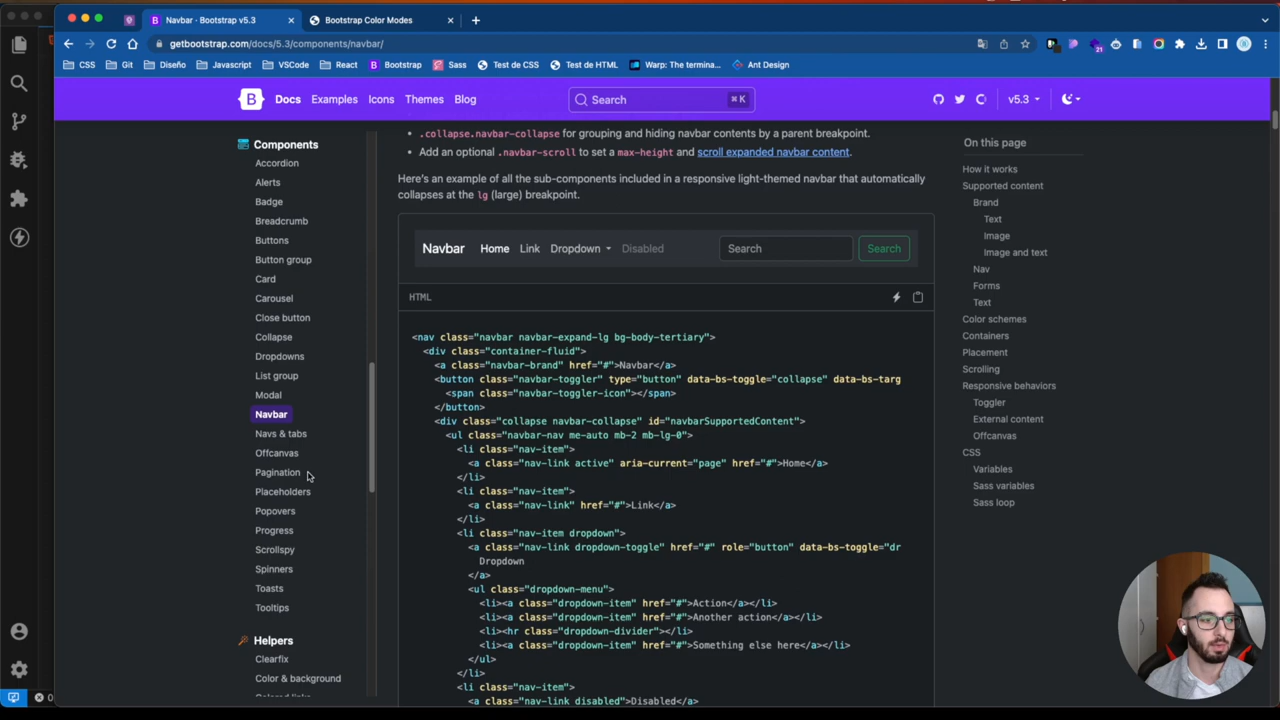 Navbar · Bootstrap v5.3
Bootstrap Color Modes
getbootstrap.com/docs/5.3/components/navbar/
21
CSS
Git
Diseño
Javascript
VSCode
React
Bootstrap
Sass
Test de CSS
Test de HTML
Warp: The termina...
Ant Design
B
Docs
Examples
Icons
Themes
Blog
Search
⌘K
v5.3
Components
Accordion
Alerts
Badge
Breadcrumb
Buttons
Button group
Card
Carousel
Close button
Collapse
Dropdowns
List group
Modal
Navbar
Navs & tabs
Offcanvas
Pagination
Placeholders
Popovers
Progress
Scrollspy
Spinners
Toasts
Tooltips
Helpers
Clearfix
Color & background
Colored links
• .collapse.navbar-collapse for grouping and hiding navbar contents by a parent breakpoint.
• Add an optional .navbar-scroll to set a max-height and scroll expanded navbar content.
Here's an example of all the sub-components included in a responsive light-themed navbar that automatically
collapses at the lg (large) breakpoint.
Navbar Home Link Dropdown Disabled Search Search
HTML
<nav class="navbar navbar-expand-lg bg-body-tertiary">
<div class="container-fluid">
<a class="navbar-brand" href="#">Navbar</a>
<button class="navbar-toggler" type="button" data-bs-toggle="collapse" data-bs-targ
<span class="navbar-toggler-icon"></span>
</button>
<div class="collapse navbar-collapse" id="navbarSupportedContent">
<ul class="navbar-nav me-auto mb-2 mb-lg-0">
<li class="nav-item">
<a class="nav-link active" aria-current="page" href="#">Home</a>
</li>
<li class="nav-item">
<a class="nav-link" href="#">Link</a>
</li>
<li class="nav-item dropdown">
<a class="nav-link dropdown-toggle" href="#" role="button" data-bs-toggle="dr
Dropdown
</a>
<ul class="dropdown-menu">
<li><a class="dropdown-item" href="#">Action</a></li>
<li><a class="dropdown-item" href="#">Another action</a></li>
<li><hr class="dropdown-divider"></li>
<li><a class="dropdown-item" href="#">Something else here</a></li>
</ul>
</li>
<li class="nav-item">
<a class="nav-link disabled">Disabled</a>
On this page
How it works
Supported content
Brand
Text
Image
Image and text
Nav
Forms
Text
Color schemes
Containers
Placement
Scrolling
Responsive behaviors
Toggler
External content
Offcanvas
CSS
Variables
Sass variables
Sass loop
0